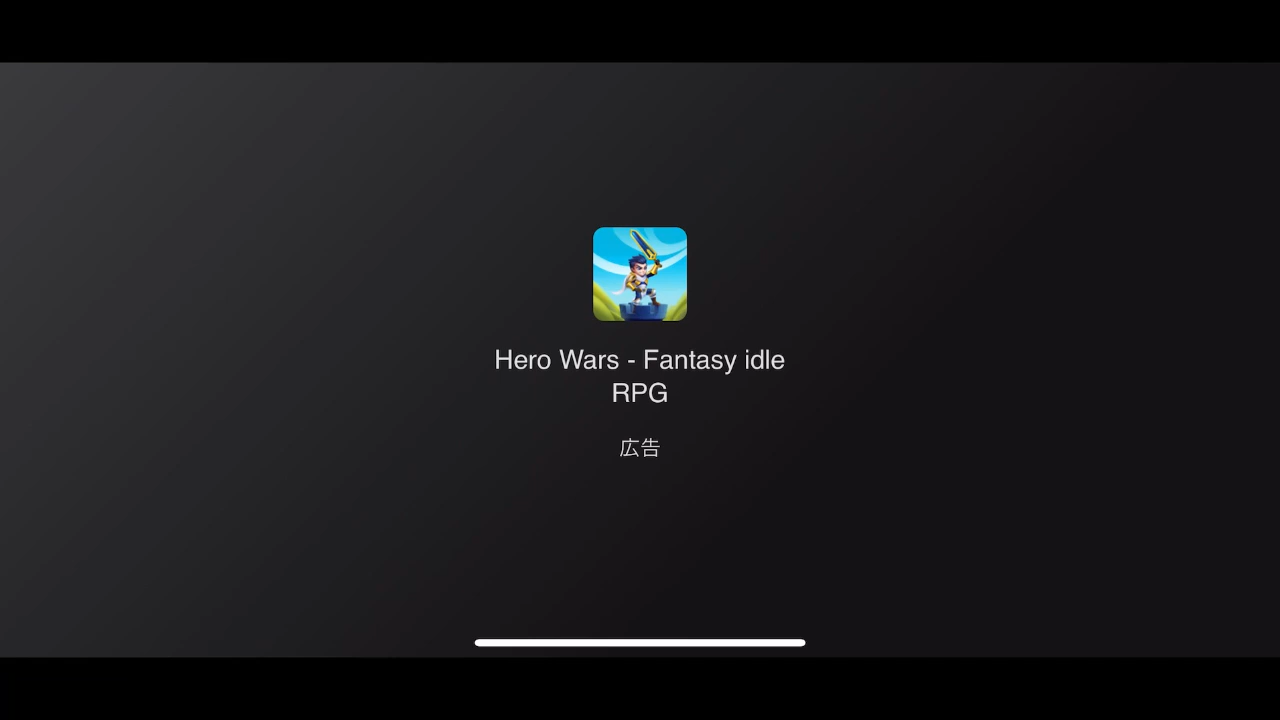 Hero Wars - Fantasy idle
RPG
広告